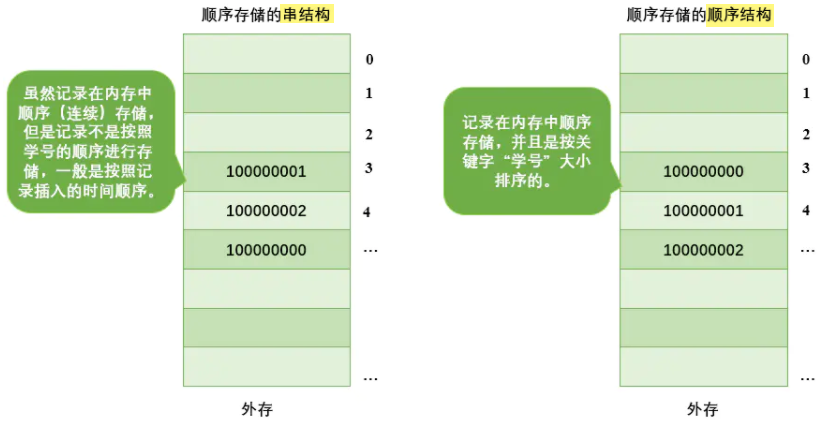 顺序存储的串结构
0
1
虽然记录在内存中
顺序（连续）存储，
但是记录不是按照
学号的顺序进行存
储，一般是按照记
录插入的时间顺序。
2
100000001
3
100000002
4
100000000
...
...
外存
顺序存储的顺序结构
0
1
记录在内存中顺序
存储，并且是按关
键字“学号”大小
排序的。
2
100000000
3
100000001
4
100000002
...
...
外存